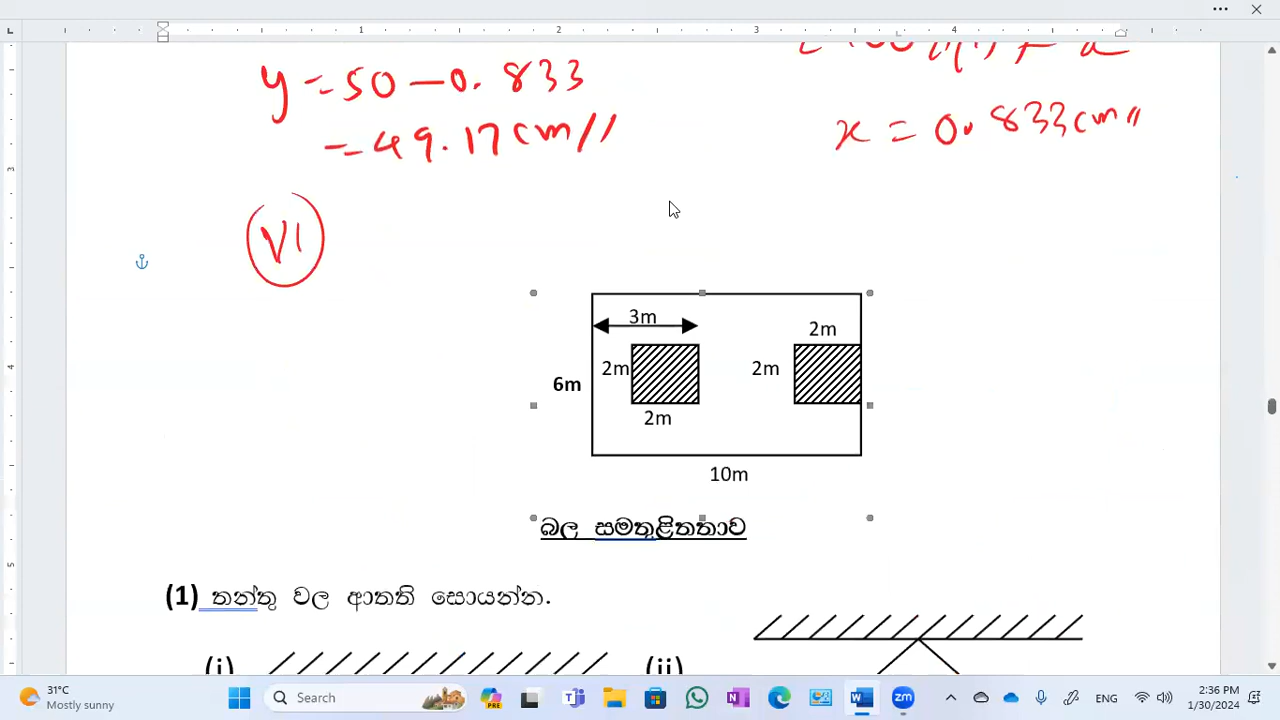 y = 50 – 0.833
= 49.17cm//
x = 0.833cm//
VI
3m
2m
2m
2m
6m
2m
10m
බල සමතුළිතතාව
(1) තන්තු වල ආතති සොයන්න.
(i)
(ii)
31°C
Mostly sunny
Search
PRE
ENG
2:36 PM
1/30/2024